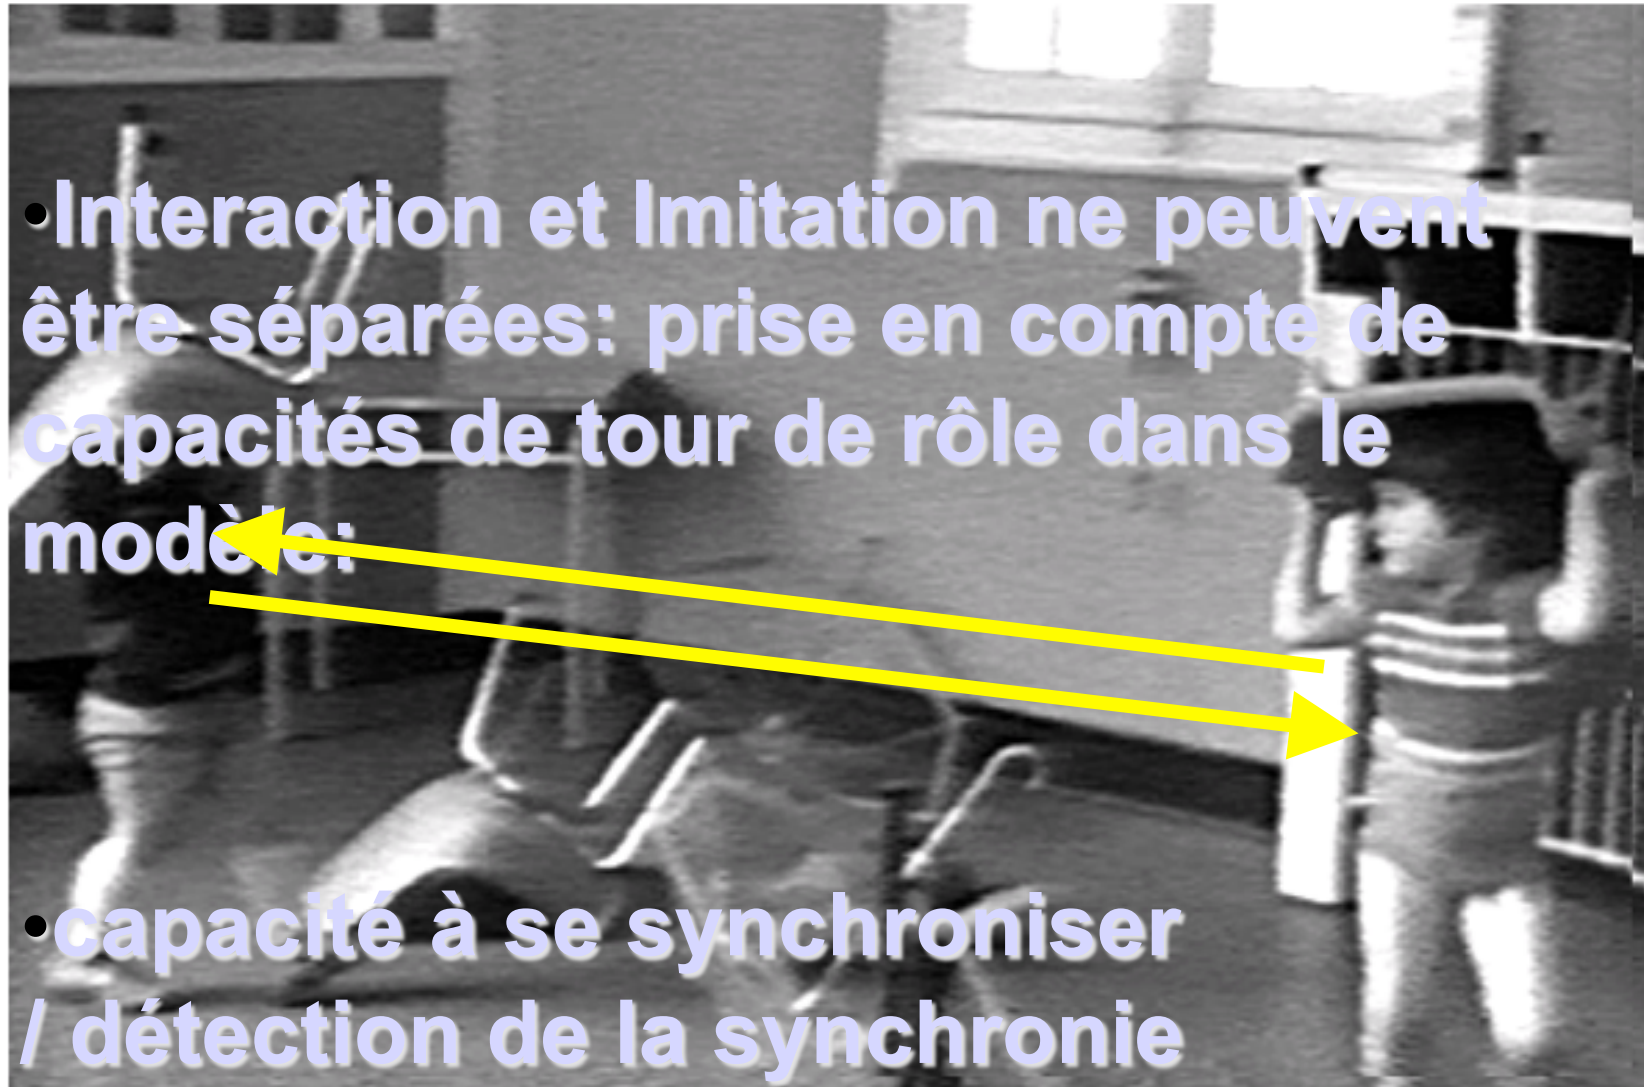 •Interaction et Imitation ne peuvent
être séparées: prise en compte de
capacités de tour de rôle dans le
modèle:
•capacité à se synchroniser
/ détection de la synchronie